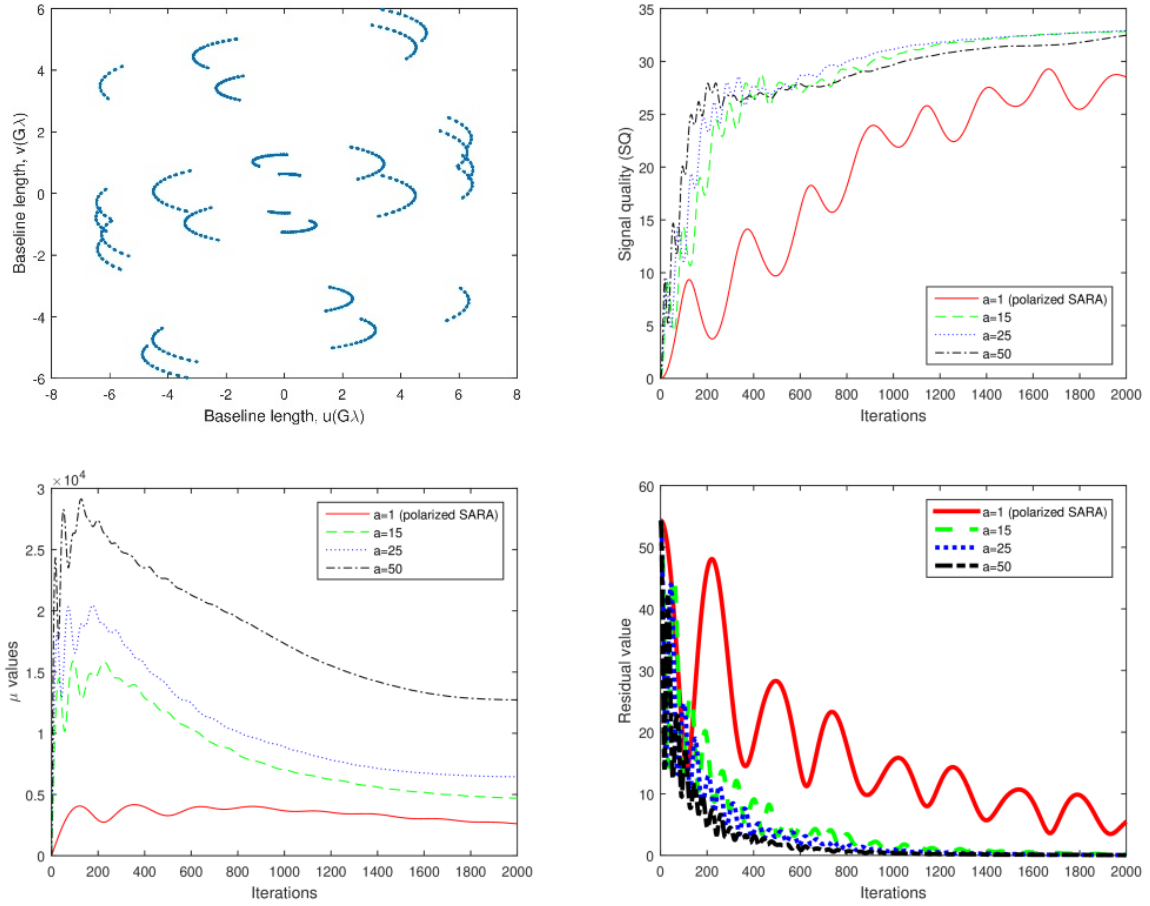 6
4
2
0
-2
-4
-6
-8 -6 -4 -2 0 2 4 6 8
Baseline length, v(Gλ)
Baseline length, u(Gλ)
35
30
25
20
15
10
5
0
0 200 400 600 800 1000 1200 1400 1600 1800 2000
Signal quality (SQ)
Iterations
a=1 (polarized SARA)
a=15
a=25
a=50
× 10⁴
3
2.5
2
1.5
1
0.5
0
0 200 400 600 800 1000 1200 1400 1600 1800 2000
μ values
Iterations
a=1 (polarized SARA)
a=15
a=25
a=50
60
50
40
30
20
10
0
0 200 400 600 800 1000 1200 1400 1600 1800 2000
Residual value
Iterations
a=1 (polarized SARA)
a=15
a=25
a=50